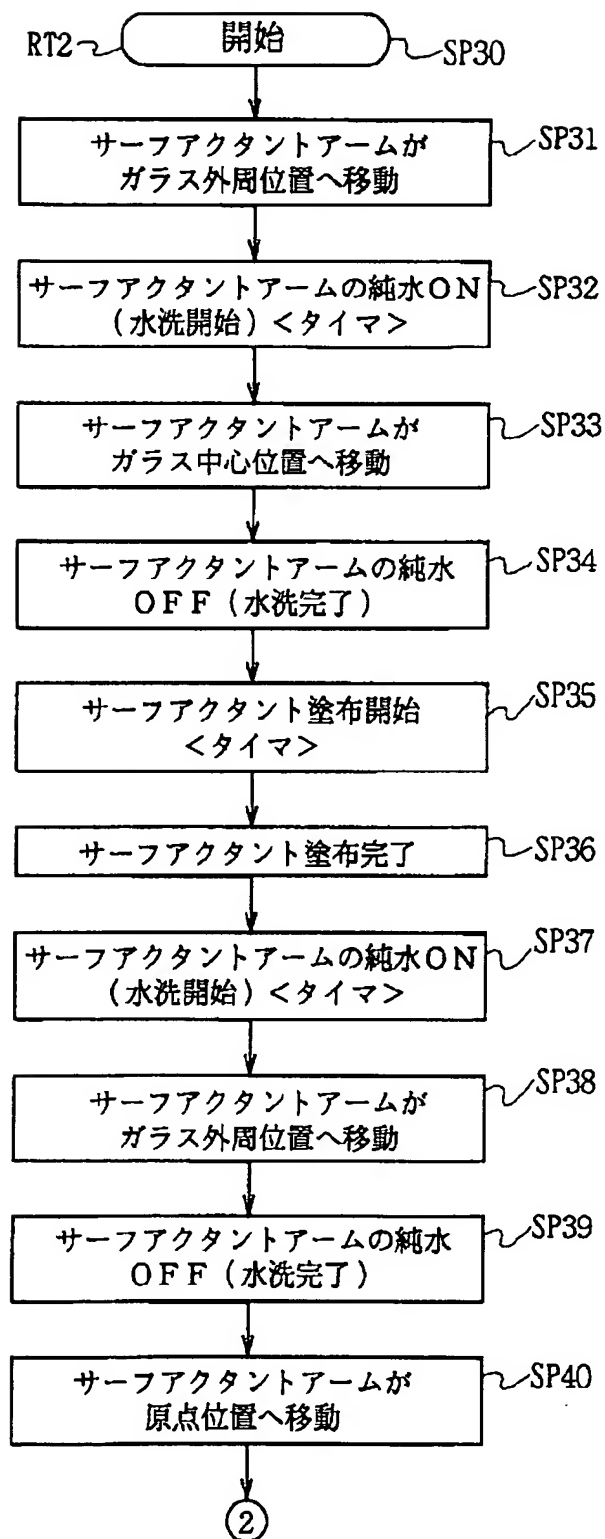 RT2 開始 SP30
サーフアクタントアームが SP31
ガラス外周位置へ移動
サーフアクタントアームの純水ON SP32
(水洗開始)<タイマ>
サーフアクタントアームが SP33
ガラス中心位置へ移動
サーフアクタントアームの純水 SP34
OFF(水洗完了)
サーフアクタント塗布開始 SP35
<タイマ>
サーフアクタント塗布完了 SP36
サーフアクタントアームの純水ON SP37
(水洗開始)<タイマ>
サーフアクタントアームが SP38
ガラス外周位置へ移動
サーフアクタントアームの純水 SP39
OFF(水洗完了)
サーフアクタントアームが SP40
原点位置へ移動
2